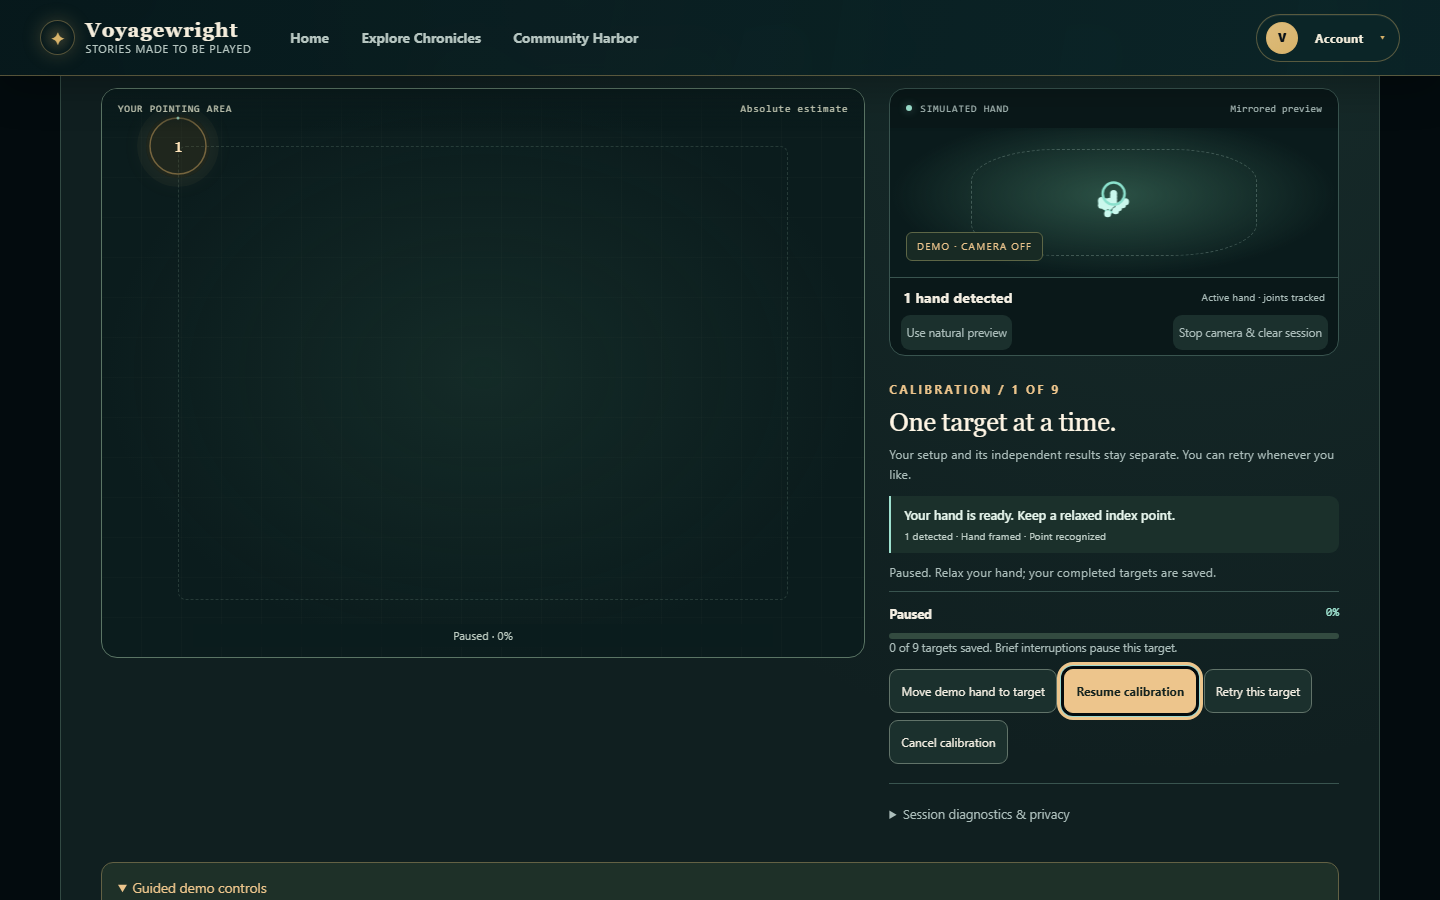 Voyagewright
STORIES MADE TO BE PLAYED
Home
Explore Chronicles
Community Harbor
V
Account
YOUR POINTING AREA
Absolute estimate
1
Paused · 0%
SIMULATED HAND
Mirrored preview
DEMO · CAMERA OFF
1 hand detected
Active hand · joints tracked
Use natural preview
Stop camera & clear session
CALIBRATION / 1 OF 9
One target at a time.
Your setup and its independent results stay separate. You can retry whenever you
like.
Your hand is ready. Keep a relaxed index point.
1 detected · Hand framed · Point recognized
Paused. Relax your hand; your completed targets are saved.
Paused
0%
0 of 9 targets saved. Brief interruptions pause this target.
Move demo hand to target
Resume calibration
Retry this target
Cancel calibration
Session diagnostics & privacy
Guided demo controls